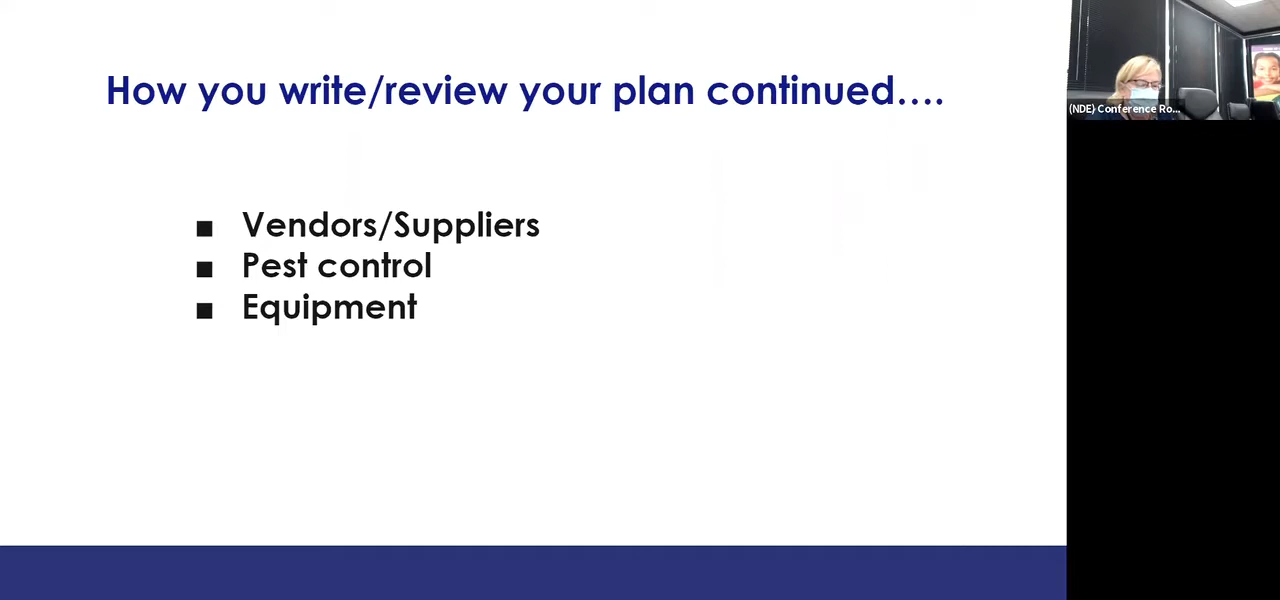 How you write/review your plan continued....
(NDE) Conference Ro...
■ Vendors/Suppliers
■ Pest control
■ Equipment